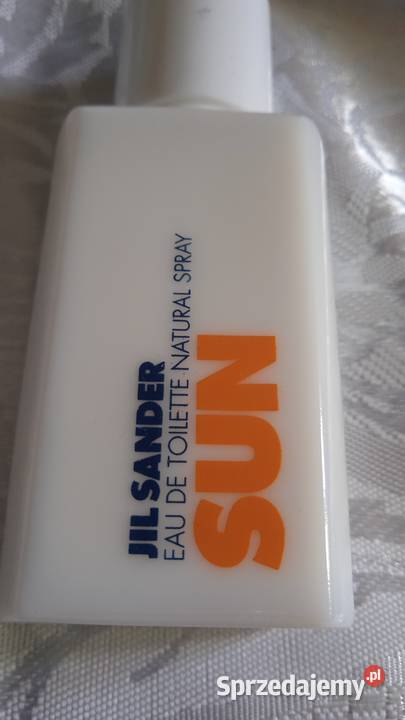 JIL SANDER
EAU DE TOILETTE·NATURAL SPRAY
SUN
Sprzedajemy.pl